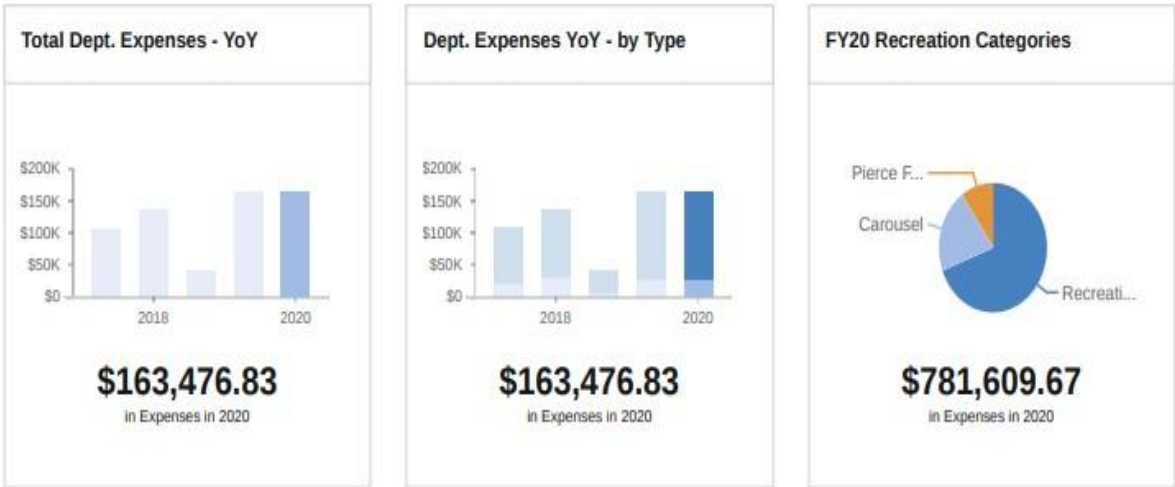 Total Dept. Expenses - YoY
$200K
$150K
$100K
$50K
$0
2018
2020
$163,476.83
in Expenses in 2020
Dept. Expenses YoY - by Type
$200K
$150K
$100K
$50K
$0
2018
2020
$163,476.83
in Expenses in 2020
FY20 Recreation Categories
Pierce F...
Carousel
Recreati...
$781,609.67
in Expenses in 2020